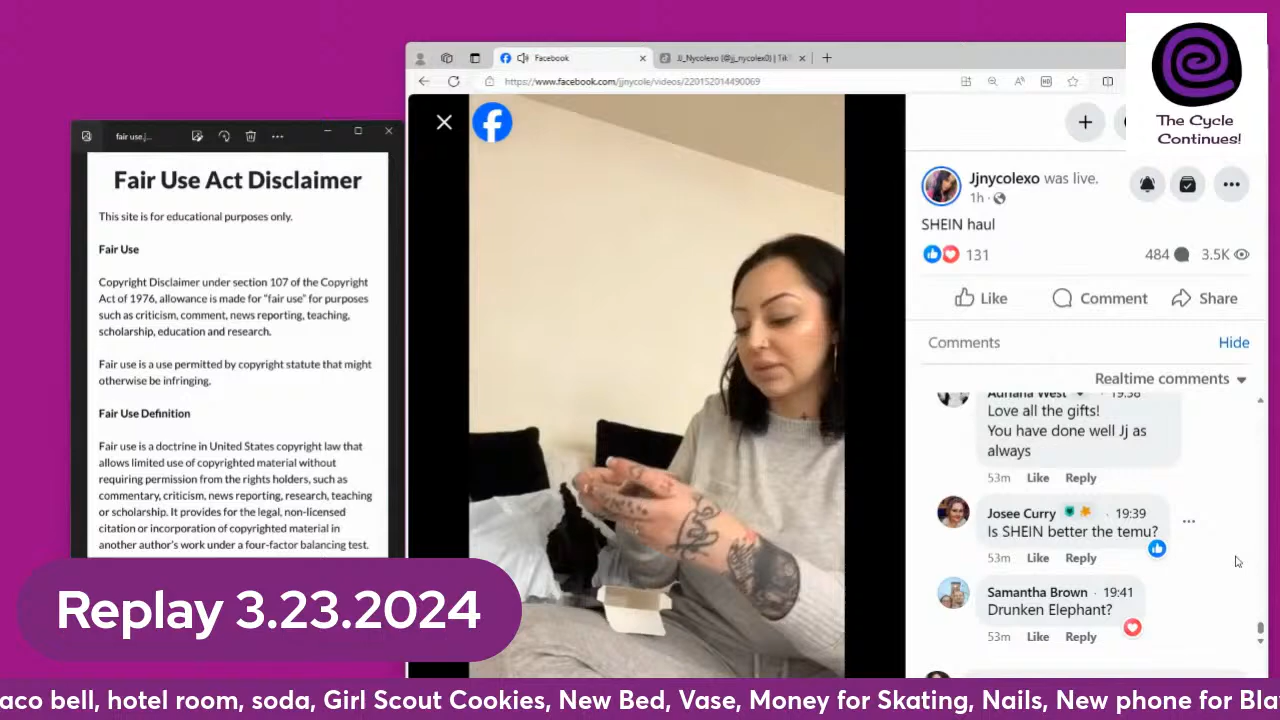 The Cycle
Continues!
Facebook
JJ_Nycolexo (@jj_nycolex0) | Tik
https://www.facebook.com/jjnycole/videos/220152014490069
fair use.j...
Fair Use Act Disclaimer
This site is for educational purposes only.
Fair Use
Copyright Disclaimer under section 107 of the Copyright
Act of 1976, allowance is made for “fair use” for purposes
such as criticism, comment, news reporting, teaching,
scholarship, education and research.
Fair use is a use permitted by copyright statute that might
otherwise be infringing.
Fair Use Definition
Fair use is a doctrine in United States copyright law that
allows limited use of copyrighted material without
requiring permission from the rights holders, such as
commentary, criticism, news reporting, research, teaching
or scholarship. It provides for the legal, non-licensed
citation or incorporation of copyrighted material in
another author's work under a four-factor balancing test.
Jjnycolexo was live.
1h
SHEIN haul
131 484 3.5K
Like Comment Share
Comments Hide
Realtime comments
Adriana West · 19:38
Love all the gifts!
You have done well Jj as
always
53m Like Reply
Josee Curry · 19:39
Is SHEIN better the temu?
53m Like Reply
Samantha Brown · 19:41
Drunken Elephant?
53m Like Reply
Replay 3.23.2024
aco bell, hotel room, soda, Girl Scout Cookies, New Bed, Vase, Money for Skating, Nails, New phone for Bla